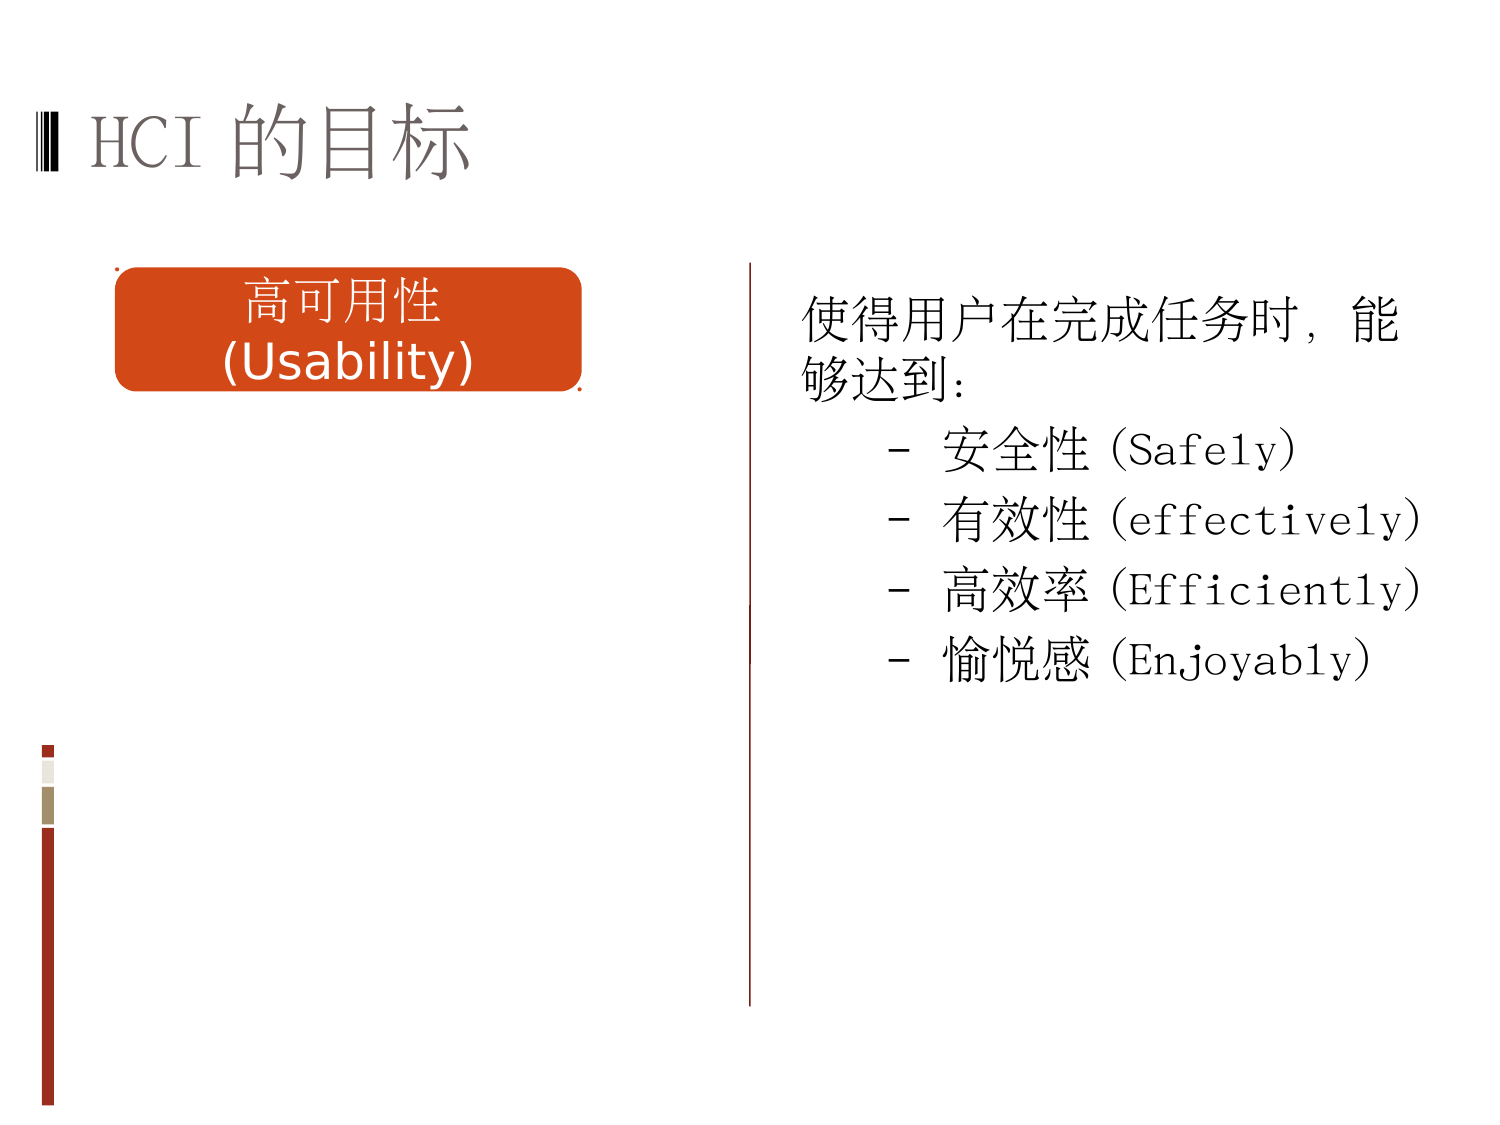 HCI 的目标
高可用性
(Usability)
使得用户在完成任务时, 能
够达到:
– 安全性 (Safely)
– 有效性 (effectively)
– 高效率 (Efficiently)
– 愉悦感 (Enjoyably)